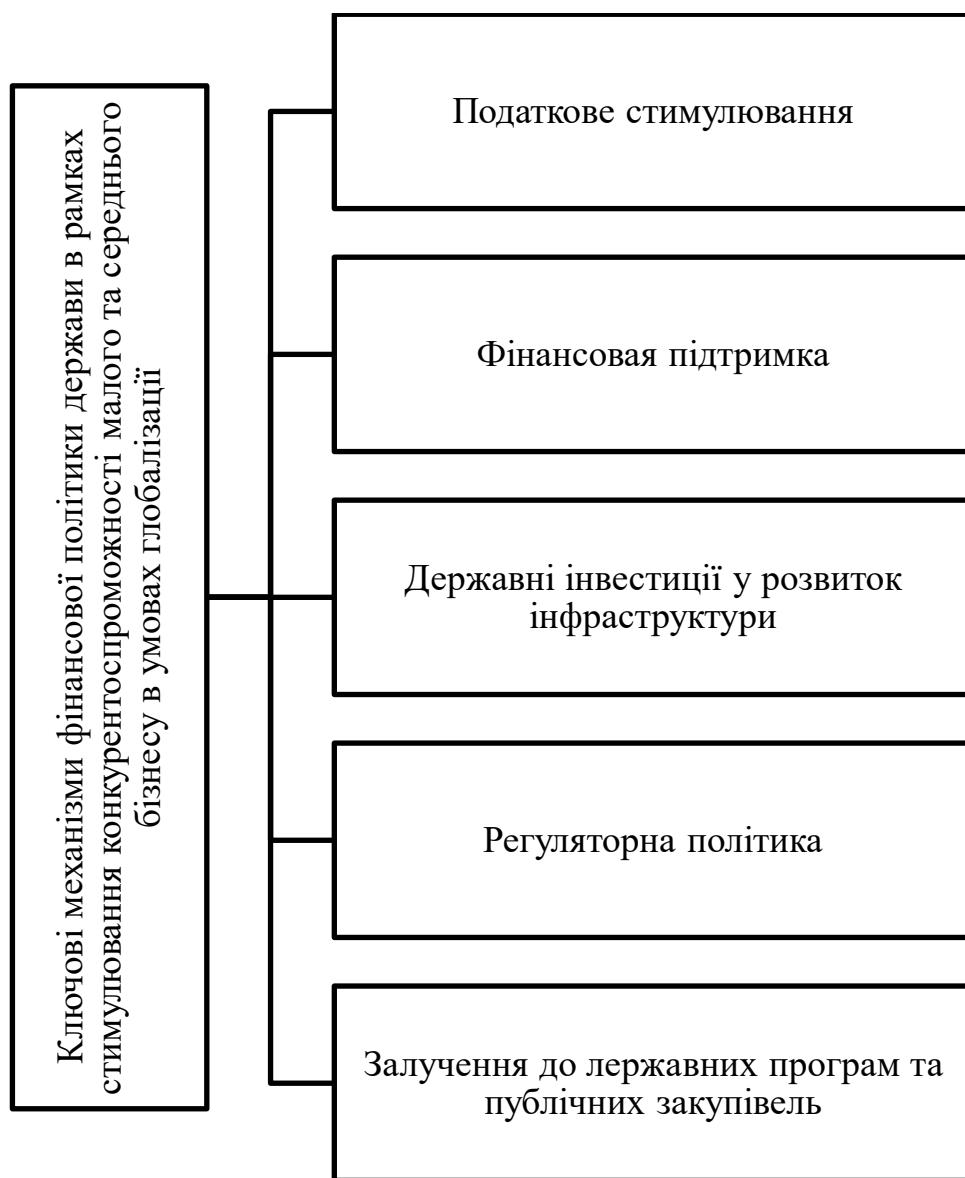 Ключові механізми фінансової політики держави в рамках
стимулювання конкурентоспроможності малого та середнього
бізнесу в умовах глобалізації
Податкове стимулювання
Фінансовая підтримка
Державні інвестиції у розвиток
інфраструктури
Регуляторна політика
Залучення до лержавних програм та
публічних закупівель